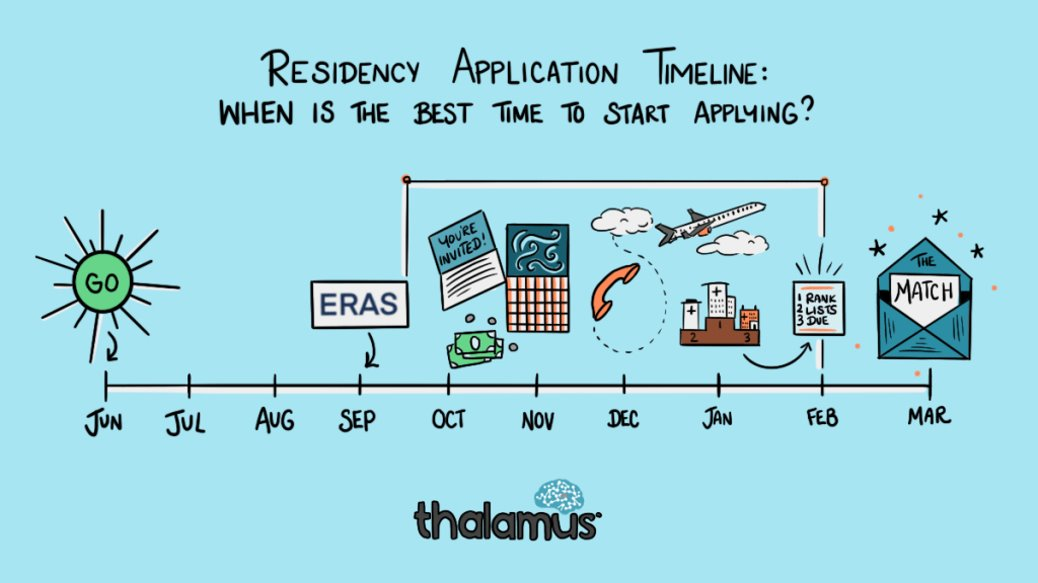 RESIDENCY APPLICATION TIMELINE:
WHEN IS THE BEST TIME TO START APPLYING?
GO
ERAS
YOU'RE
INVITED!
0
2
1
3
1 RANK
2 LISTS
3 DUE
THE
MATCH
JUN JUL AUG SEP OCT NOV DEC JAN FEB MAR
thalamus